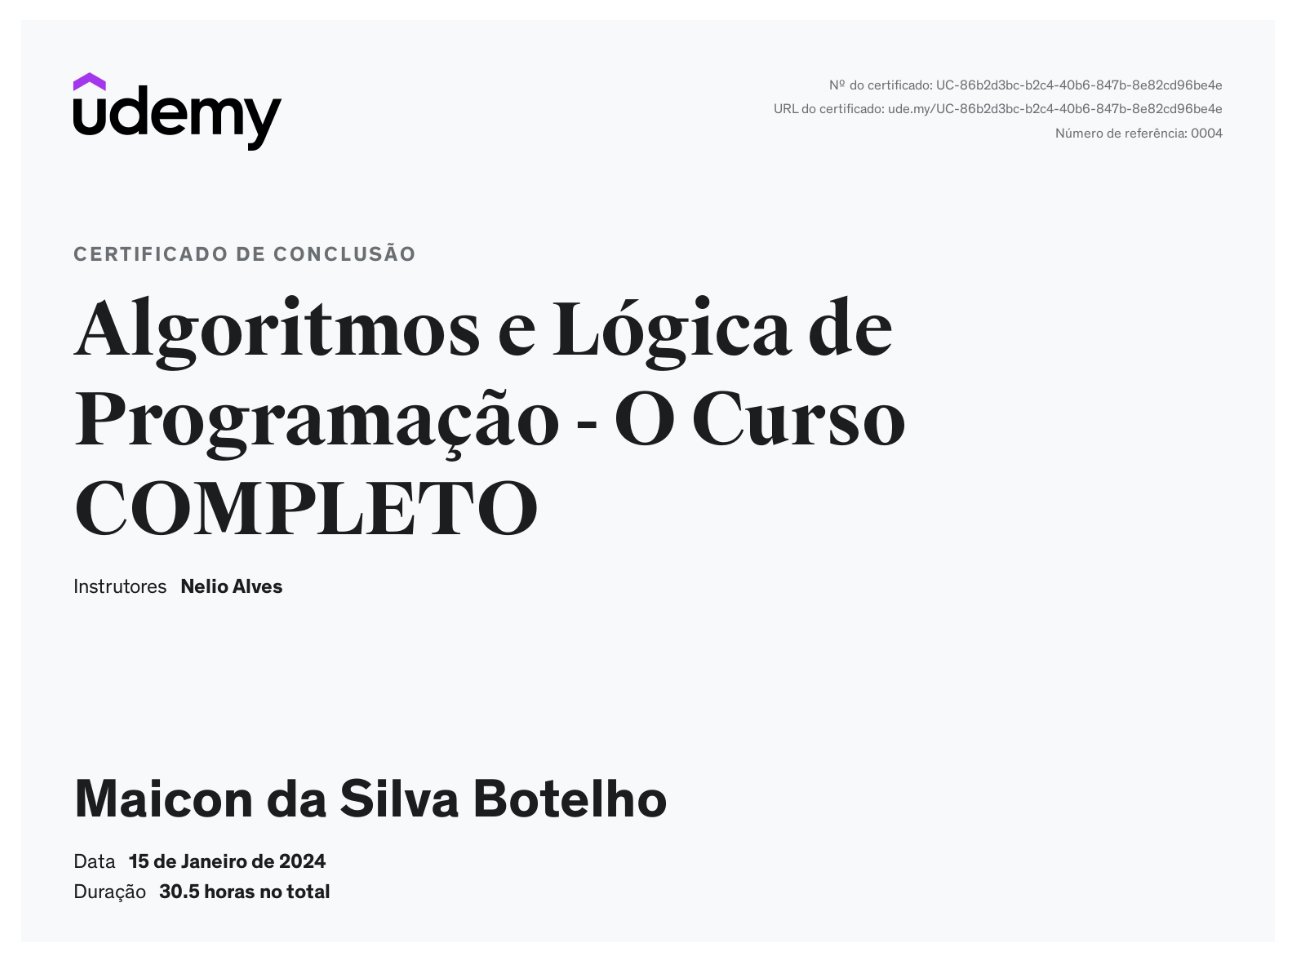 udemy
Nº do certificado: UC-86b2d3bc-b2c4-40b6-847b-8e82cd96be4e
URL do certificado: ude.my/UC-86b2d3bc-b2c4-40b6-847b-8e82cd96be4e
Número de referência: 0004
CERTIFICADO DE CONCLUSÃO
Algoritmos e Lógica de
Programação - O Curso
COMPLETO
Instrutores Nelio Alves
Maicon da Silva Botelho
Data 15 de Janeiro de 2024
Duração 30.5 horas no total